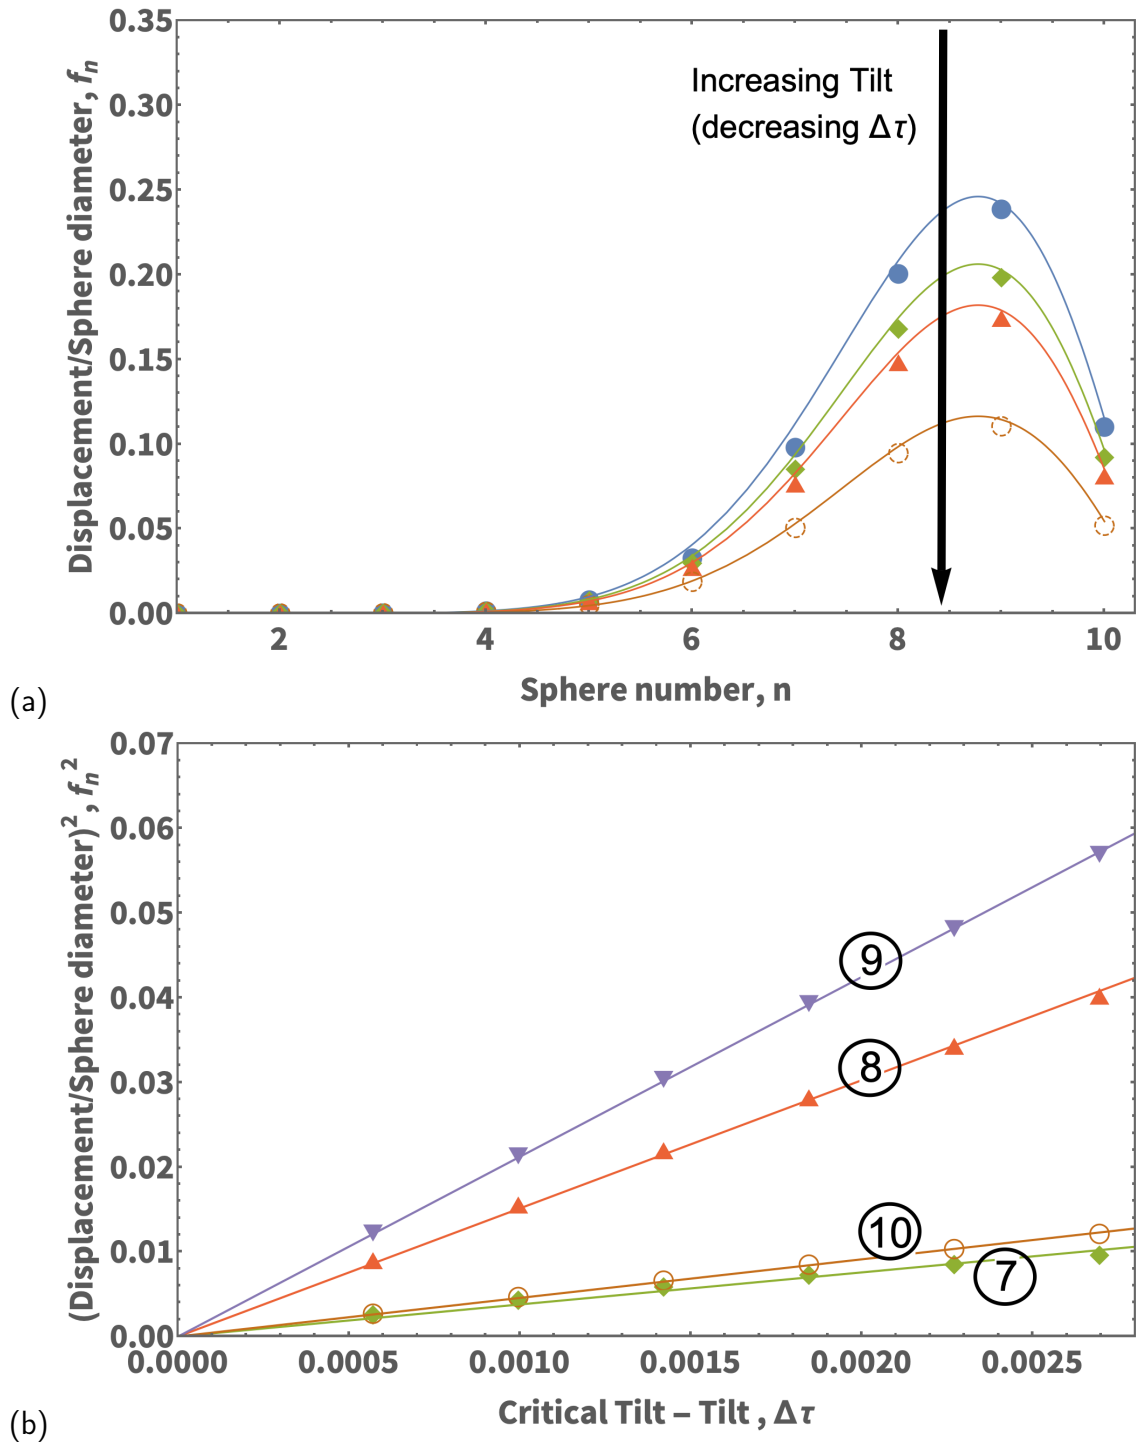 0.35
0.30
0.25
0.20
0.15
0.10
0.05
0.00
Displacement/Sphere diameter, fₙ
Increasing Tilt
(decreasing Δτ)
2 4 6 8 10
Sphere number, n
(a)
0.07
0.06
0.05
0.04
0.03
0.02
0.01
0.00
(Displacement/Sphere diameter)², fₙ²
9
8
10
7
0.0000 0.0005 0.0010 0.0015 0.0020 0.0025
Critical Tilt – Tilt , Δτ
(b)